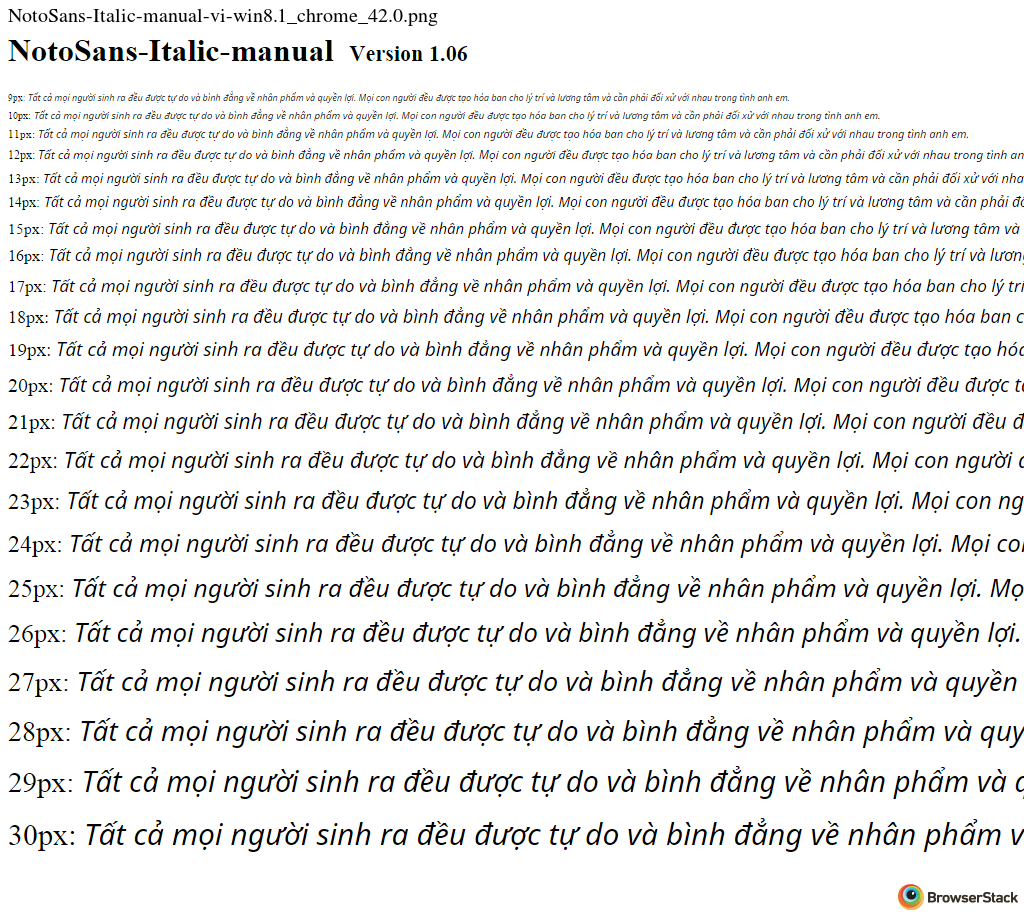 NotoSans-Italic-manual-vi-win8.1_chrome_42.0.png
NotoSans-Italic-manual Version 1.06
9px: Tất cả mọi người sinh ra đều được tự do và bình đẳng về nhân phẩm và quyền lợi. Mọi con người đều được tạo hóa ban cho lý trí và lương tâm và cần phải đối xử với nhau trong tình anh em.
10px: Tất cả mọi người sinh ra đều được tự do và bình đẳng về nhân phẩm và quyền lợi. Mọi con người đều được tạo hóa ban cho lý trí và lương tâm và cần phải đối xử với nhau trong tình anh em.
11px: Tất cả mọi người sinh ra đều được tự do và bình đẳng về nhân phẩm và quyền lợi. Mọi con người đều được tạo hóa ban cho lý trí và lương tâm và cần phải đối xử với nhau trong tình anh em.
12px: Tất cả mọi người sinh ra đều được tự do và bình đẳng về nhân phẩm và quyền lợi. Mọi con người đều được tạo hóa ban cho lý trí và lương tâm và cần phải đối xử với nhau trong tình an
13px: Tất cả mọi người sinh ra đều được tự do và bình đẳng về nhân phẩm và quyền lợi. Mọi con người đều được tạo hóa ban cho lý trí và lương tâm và cần phải đối xử với nha
14px: Tất cả mọi người sinh ra đều được tự do và bình đẳng về nhân phẩm và quyền lợi. Mọi con người đều được tạo hóa ban cho lý trí và lương tâm và cần phải đố
15px: Tất cả mọi người sinh ra đều được tự do và bình đẳng về nhân phẩm và quyền lợi. Mọi con người đều được tạo hóa ban cho lý trí và lương tâm và
16px: Tất cả mọi người sinh ra đều được tự do và bình đẳng về nhân phẩm và quyền lợi. Mọi con người đều được tạo hóa ban cho lý trí và lươn
17px: Tất cả mọi người sinh ra đều được tự do và bình đẳng về nhân phẩm và quyền lợi. Mọi con người đều được tạo hóa ban cho lý trí
18px: Tất cả mọi người sinh ra đều được tự do và bình đẳng về nhân phẩm và quyền lợi. Mọi con người đều được tạo hóa ban c
19px: Tất cả mọi người sinh ra đều được tự do và bình đẳng về nhân phẩm và quyền lợi. Mọi con người đều được tạo hóa
20px: Tất cả mọi người sinh ra đều được tự do và bình đẳng về nhân phẩm và quyền lợi. Mọi con người đều được tạ
21px: Tất cả mọi người sinh ra đều được tự do và bình đẳng về nhân phẩm và quyền lợi. Mọi con người đều đ
22px: Tất cả mọi người sinh ra đều được tự do và bình đẳng về nhân phẩm và quyền lợi. Mọi con người đ
23px: Tất cả mọi người sinh ra đều được tự do và bình đẳng về nhân phẩm và quyền lợi. Mọi con ng
24px: Tất cả mọi người sinh ra đều được tự do và bình đẳng về nhân phẩm và quyền lợi. Mọi con
25px: Tất cả mọi người sinh ra đều được tự do và bình đẳng về nhân phẩm và quyền lợi. Mọ
26px: Tất cả mọi người sinh ra đều được tự do và bình đẳng về nhân phẩm và quyền lợi.
27px: Tất cả mọi người sinh ra đều được tự do và bình đẳng về nhân phẩm và quyền
28px: Tất cả mọi người sinh ra đều được tự do và bình đẳng về nhân phẩm và quy
29px: Tất cả mọi người sinh ra đều được tự do và bình đẳng về nhân phẩm và q
30px: Tất cả mọi người sinh ra đều được tự do và bình đẳng về nhân phẩm v
BrowserStack